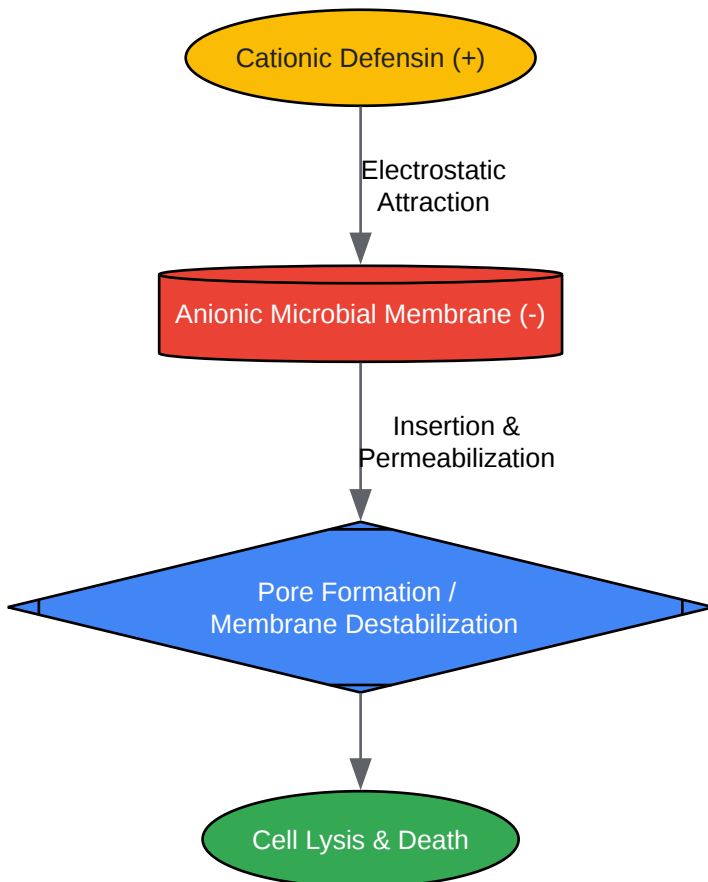 Cationic Defensin (+)
Electrostatic
Attraction
Anionic Microbial Membrane (-)
Insertion &
Permeabilization
Pore Formation /
Membrane Destabilization
Cell Lysis & Death